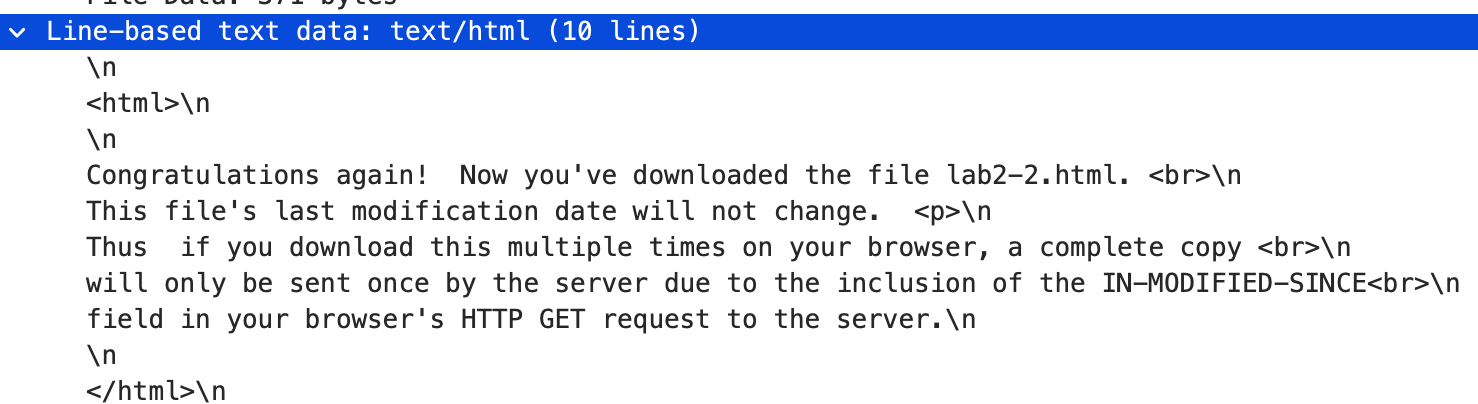 File Data: 371 bytes
Line-based text data: text/html (10 lines)
\n
<html>\n
\n
Congratulations again!  Now you've downloaded the file lab2-2.html. <br>\n
This file's last modification date will not change.  <p>\n
Thus  if you download this multiple times on your browser, a complete copy <br>\n
will only be sent once by the server due to the inclusion of the IN-MODIFIED-SINCE<br>\n
field in your browser's HTTP GET request to the server.\n
\n
</html>\n